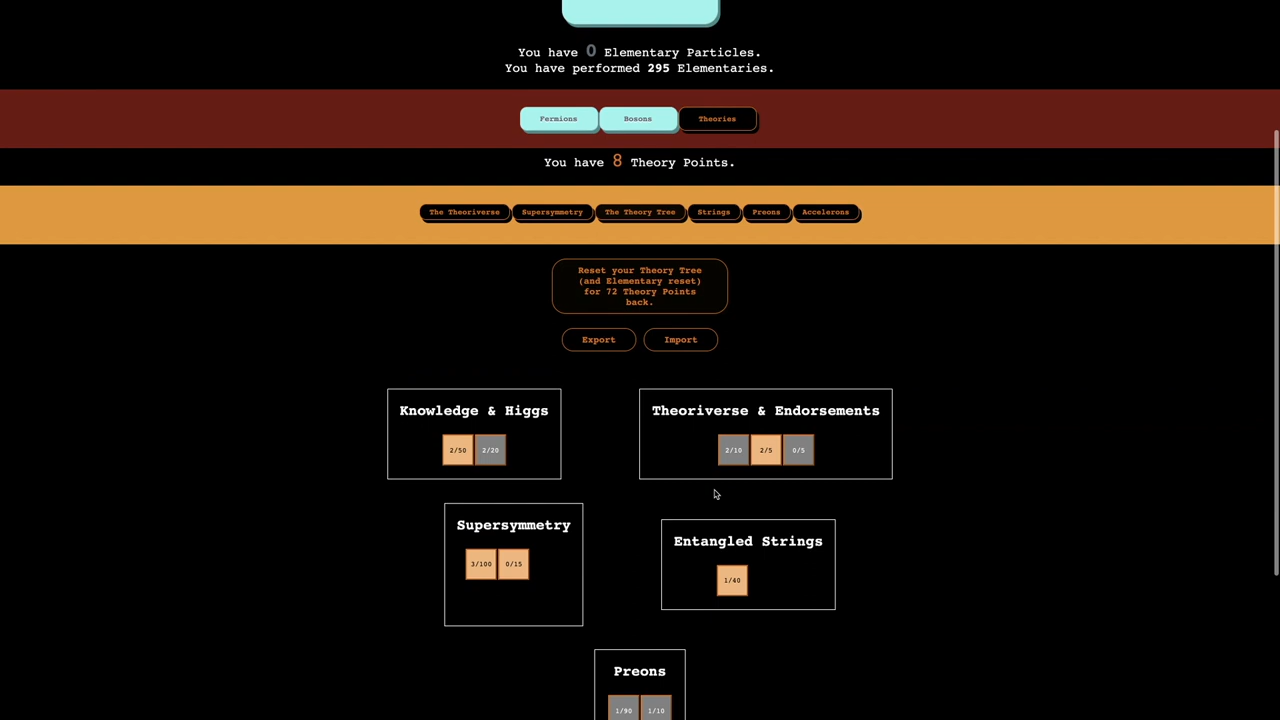 You have 0 Elementary Particles.
You have performed 295 Elementaries.
Fermions Bosons Theories
You have 8 Theory Points.
The Theoriverse Supersymmetry The Theory Tree Strings Preons Accelerons
Reset your Theory Tree
(and Elementary reset)
for 72 Theory Points
back.
Export Import
Knowledge & Higgs
2/50 2/20
Theoriverse & Endorsements
2/10 2/5 0/5
Supersymmetry
3/100 0/15
Entangled Strings
1/40
Preons
1/90 1/10